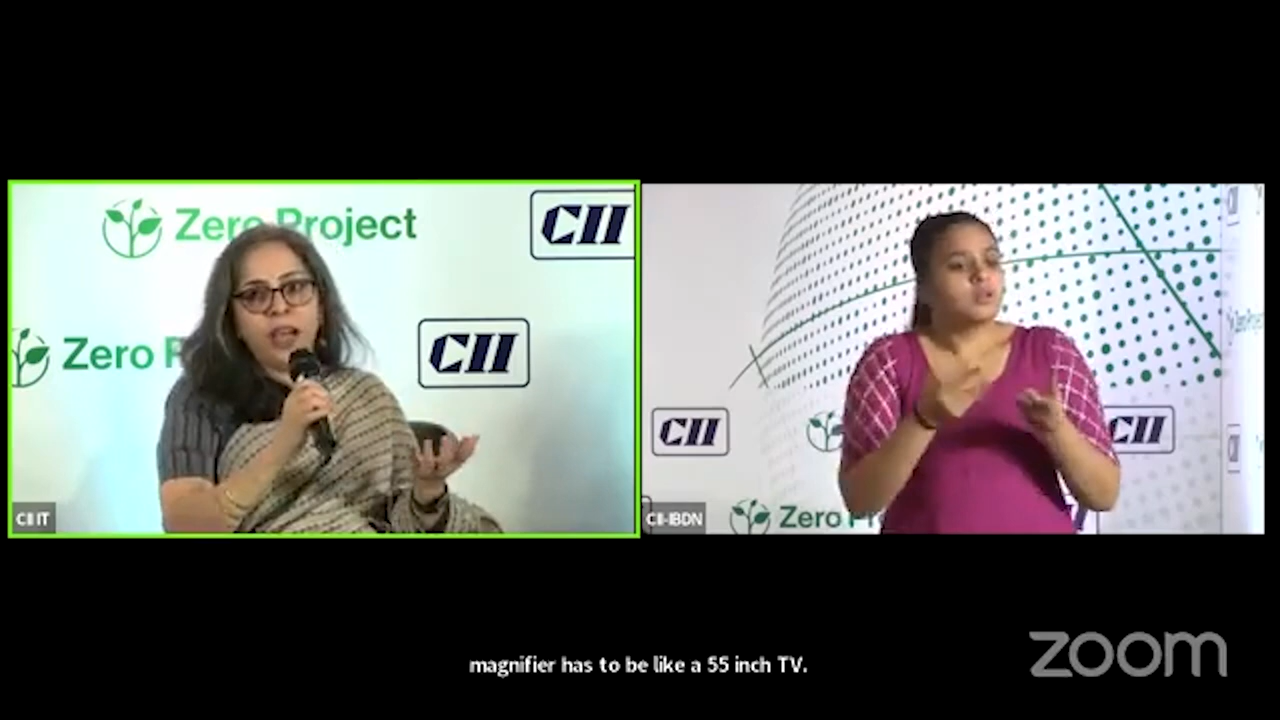 Zero Project
CII
Zero P
CII
CII IT
CII
CII
CII-IBDN
Zero Pr
magnifier has to be like a 55 inch TV.
zoom